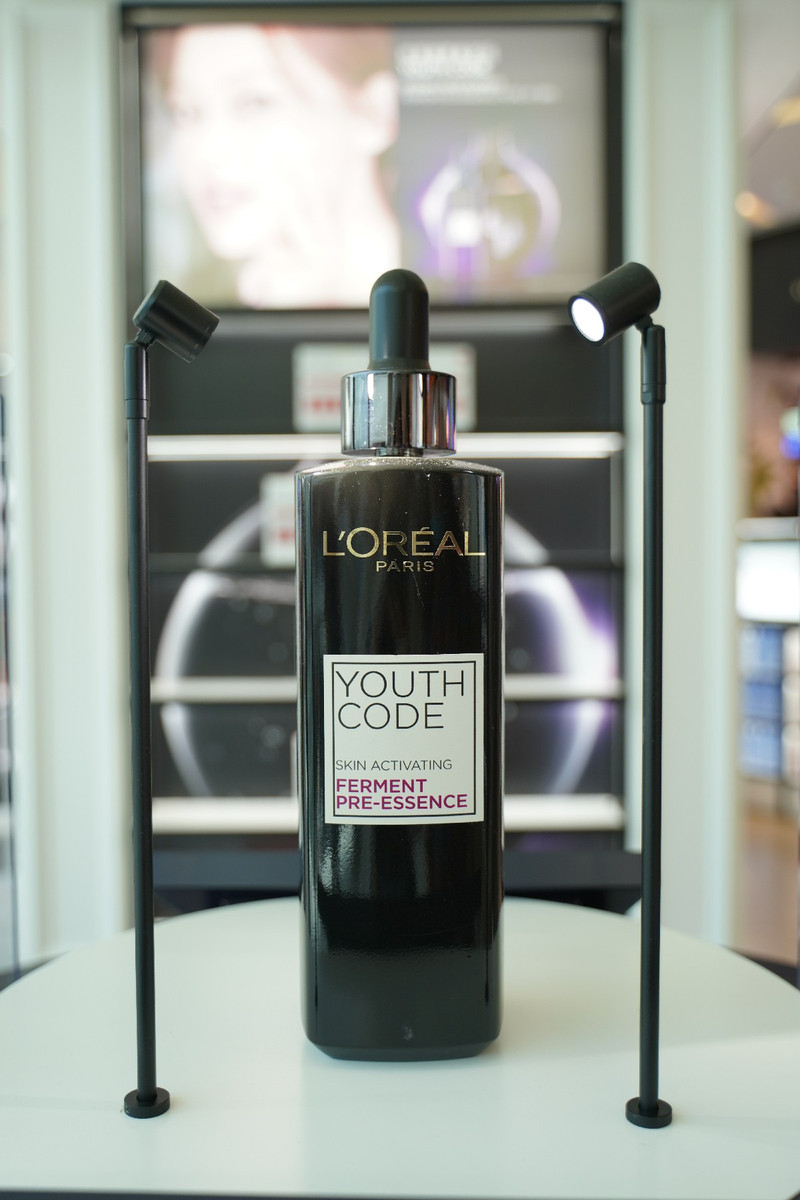 L'ORÉAL
PARIS
YOUTH
CODE
SKIN ACTIVATING
FERMENT
PRE-ESSENCE